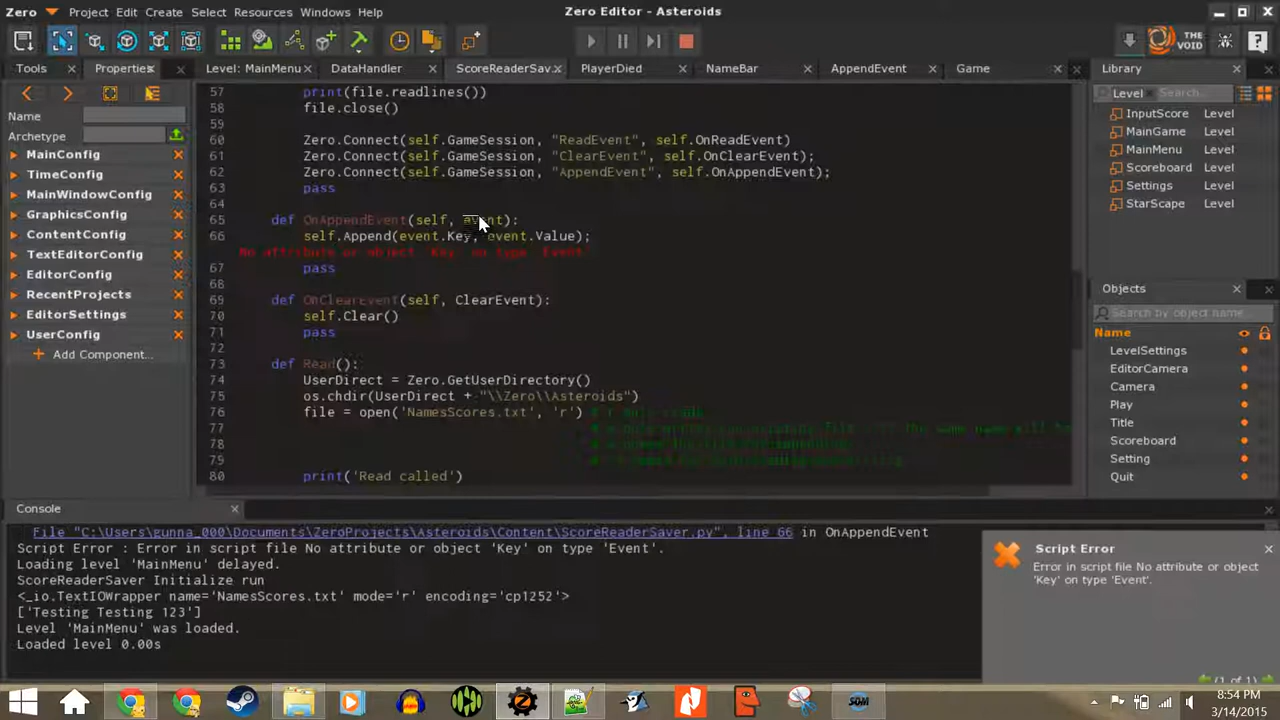 Zero Project Edit Create Select Resources Windows Help Zero Editor - Asteroids
THE VOID
Tools Properties Level: MainMenu DataHandler ScoreReaderSav PlayerDied NameBar AppendEvent Game Library
Level Search...
Name
Archetype
MainConfig
TimeConfig
MainWindowConfig
GraphicsConfig
ContentConfig
TextEditorConfig
EditorConfig
RecentProjects
EditorSettings
UserConfig
Add Component...
57 print(file.readlines())
58 file.close()
59
60 Zero.Connect(self.GameSession, "ReadEvent", self.OnReadEvent)
61 Zero.Connect(self.GameSession, "ClearEvent", self.OnClearEvent);
62 Zero.Connect(self.GameSession, "AppendEvent", self.OnAppendEvent);
63 pass
64
65 def OnAppendEvent(self, event):
66 self.Append(event.Key, event.Value);
No attribute or object 'Key' on type 'Event'
67 pass
68
69 def OnClearEvent(self, ClearEvent):
70 self.Clear()
71 pass
72
73 def Read():
74 UserDirect = Zero.GetUserDirectory()
75 os.chdir(UserDirect + "\\Zero\\Asteroids")
76 file = open('NamesScores.txt', 'r')
77
78
79
80 print('Read called')
InputScore Level
MainGame Level
MainMenu Level
Scoreboard Level
Settings Level
StarScape Level
Objects
Search by object name...
Name
LevelSettings
EditorCamera
Camera
Play
Title
Scoreboard
Setting
Quit
Console
File "C:\Users\gunna_000\Documents\ZeroProjects\Asteroids\Content\ScoreReaderSaver.py", line 66 in OnAppendEvent
Script Error : Error in script file No attribute or object 'Key' on type 'Event'.
Loading level 'MainMenu' delayed.
ScoreReaderSaver Initialize run
<_io.TextIOWrapper name='NamesScores.txt' mode='r' encoding='cp1252'>
['Testing Testing 123']
Level 'MainMenu' was loaded.
Loaded level 0.00s
Script Error
Error in script file No attribute or object
'Key' on type 'Event'.
(1 of 1)
SOM
8:54 PM
3/14/2015